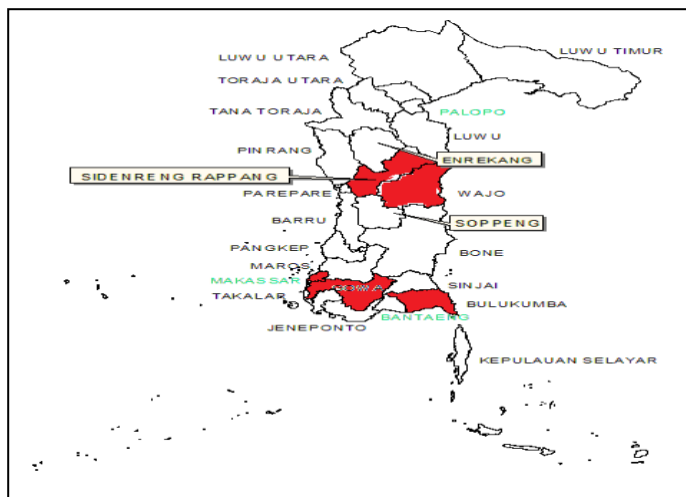 LUWU UTARA
LUWU TIMUR
TORAJA UTARA
TANA TORAJA
PALOPO
LUWU
PINRANG
ENREKANG
SIDENRENG RAPPANG
PAREPARE
WAJO
BARRU
SOPPENG
PANGKEP
BONE
MAROS
MAKASSAR
GOWA
SINJAI
TAKALAR
BULUKUMBA
BANTAENG
JENEPONTO
KEPULAUAN SELAYAR